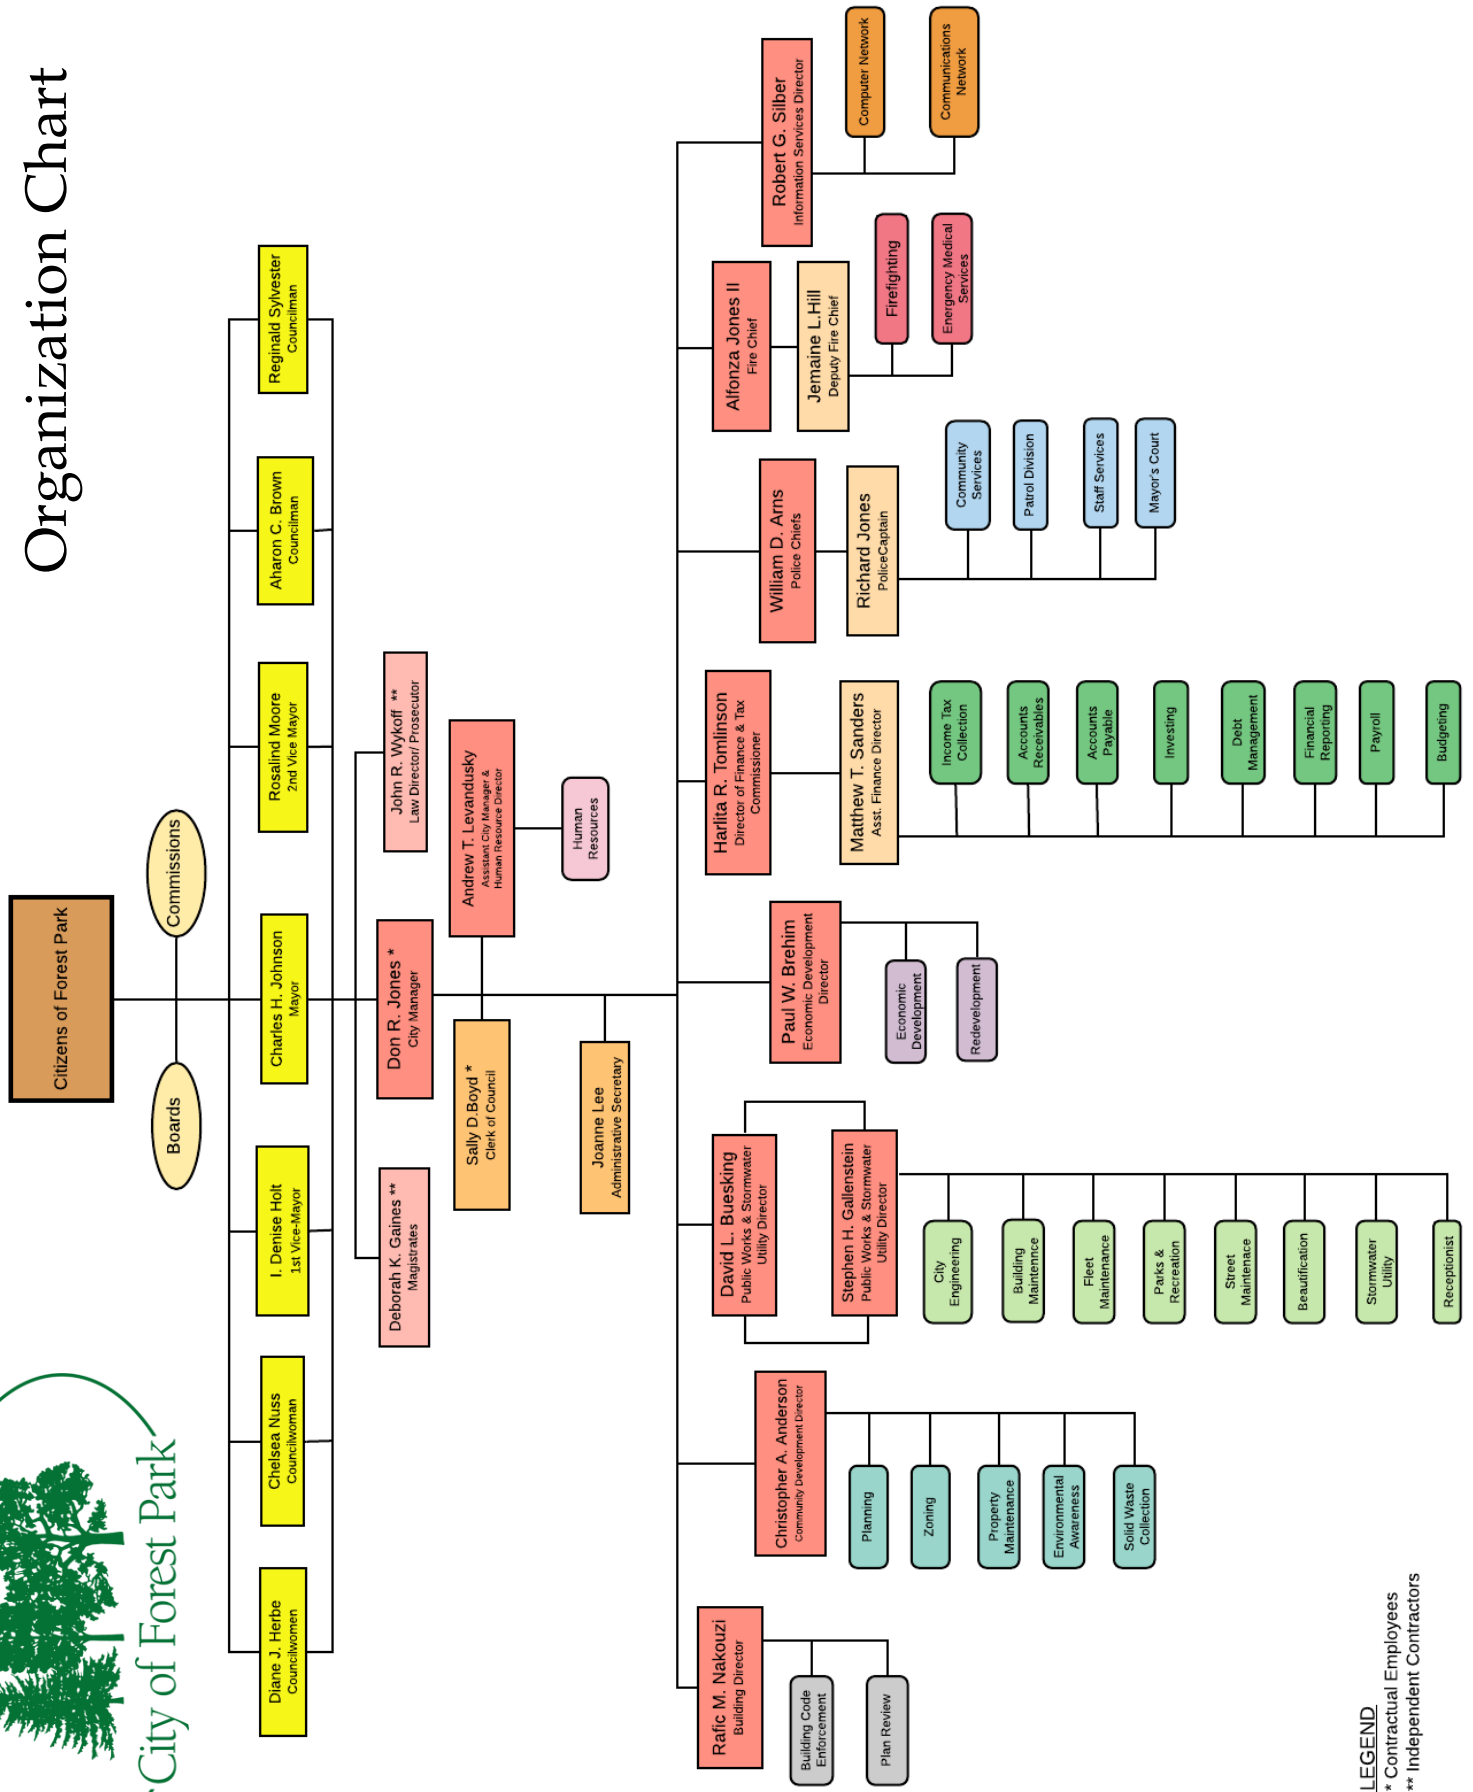 Organization Chart
City of Forest Park
Citizens of Forest Park
Boards
Commissions
Diane J. Herbe
Councilwomen
Chelsea Nuss
Councilwoman
I. Denise Holt
1st Vice-Mayor
Charles H. Johnson
Mayor
Rosalind Moore
2nd Vice Mayor
Aharon C. Brown
Councilman
Reginald Sylvester
Councilman
Deborah K. Gaines **
Magistrates
Don R. Jones *
City Manager
John R. Wykoff **
Law Director/ Prosecutor
Sally D.Boyd *
Clerk of Council
Andrew T. Levandusky
Assistant City Manager &
Human Resource Director
Human
Resources
Joanne Lee
Administrative Secretary
Rafic M. Nakouzi
Building Director
Building Code
Enforcement
Plan Review
Christopher A. Anderson
Community Development Director
Planning
Zoning
Property
Maintenance
Environmental
Awareness
Solid Waste
Collection
David L. Buesking
Public Works & Stormwater
Utility Director
Stephen H. Gallenstein
Public Works & Stormwater
Utility Director
City
Engineering
Building
Maintennce
Fleet
Maintenance
Parks &
Recreation
Street
Maintenace
Beautification
Stormwater
Utility
Receptionist
Paul W. Brehim
Economic Development
Director
Economic
Development
Redevelopment
Harlita R. Tomlinson
Director of Finance & Tax
Commissioner
Matthew T. Sanders
Asst. Finance Director
Income Tax
Collection
Accounts
Receivables
Accounts
Payable
Investing
Debt
Management
Financial
Reporting
Payroll
Budgeting
William D. Arns
Police Chiefs
Richard Jones
PoliceCaptain
Community
Services
Patrol Division
Staff Services
Mayor's Court
Alfonza Jones II
Fire Chief
Jemaine L.Hill
Deputy Fire Chief
Firefighting
Emergency Medical
Services
Robert G. Silber
Information Services Director
Computer Network
Communications
Network
LEGEND
* Contractual Employees
** Independent Contractors